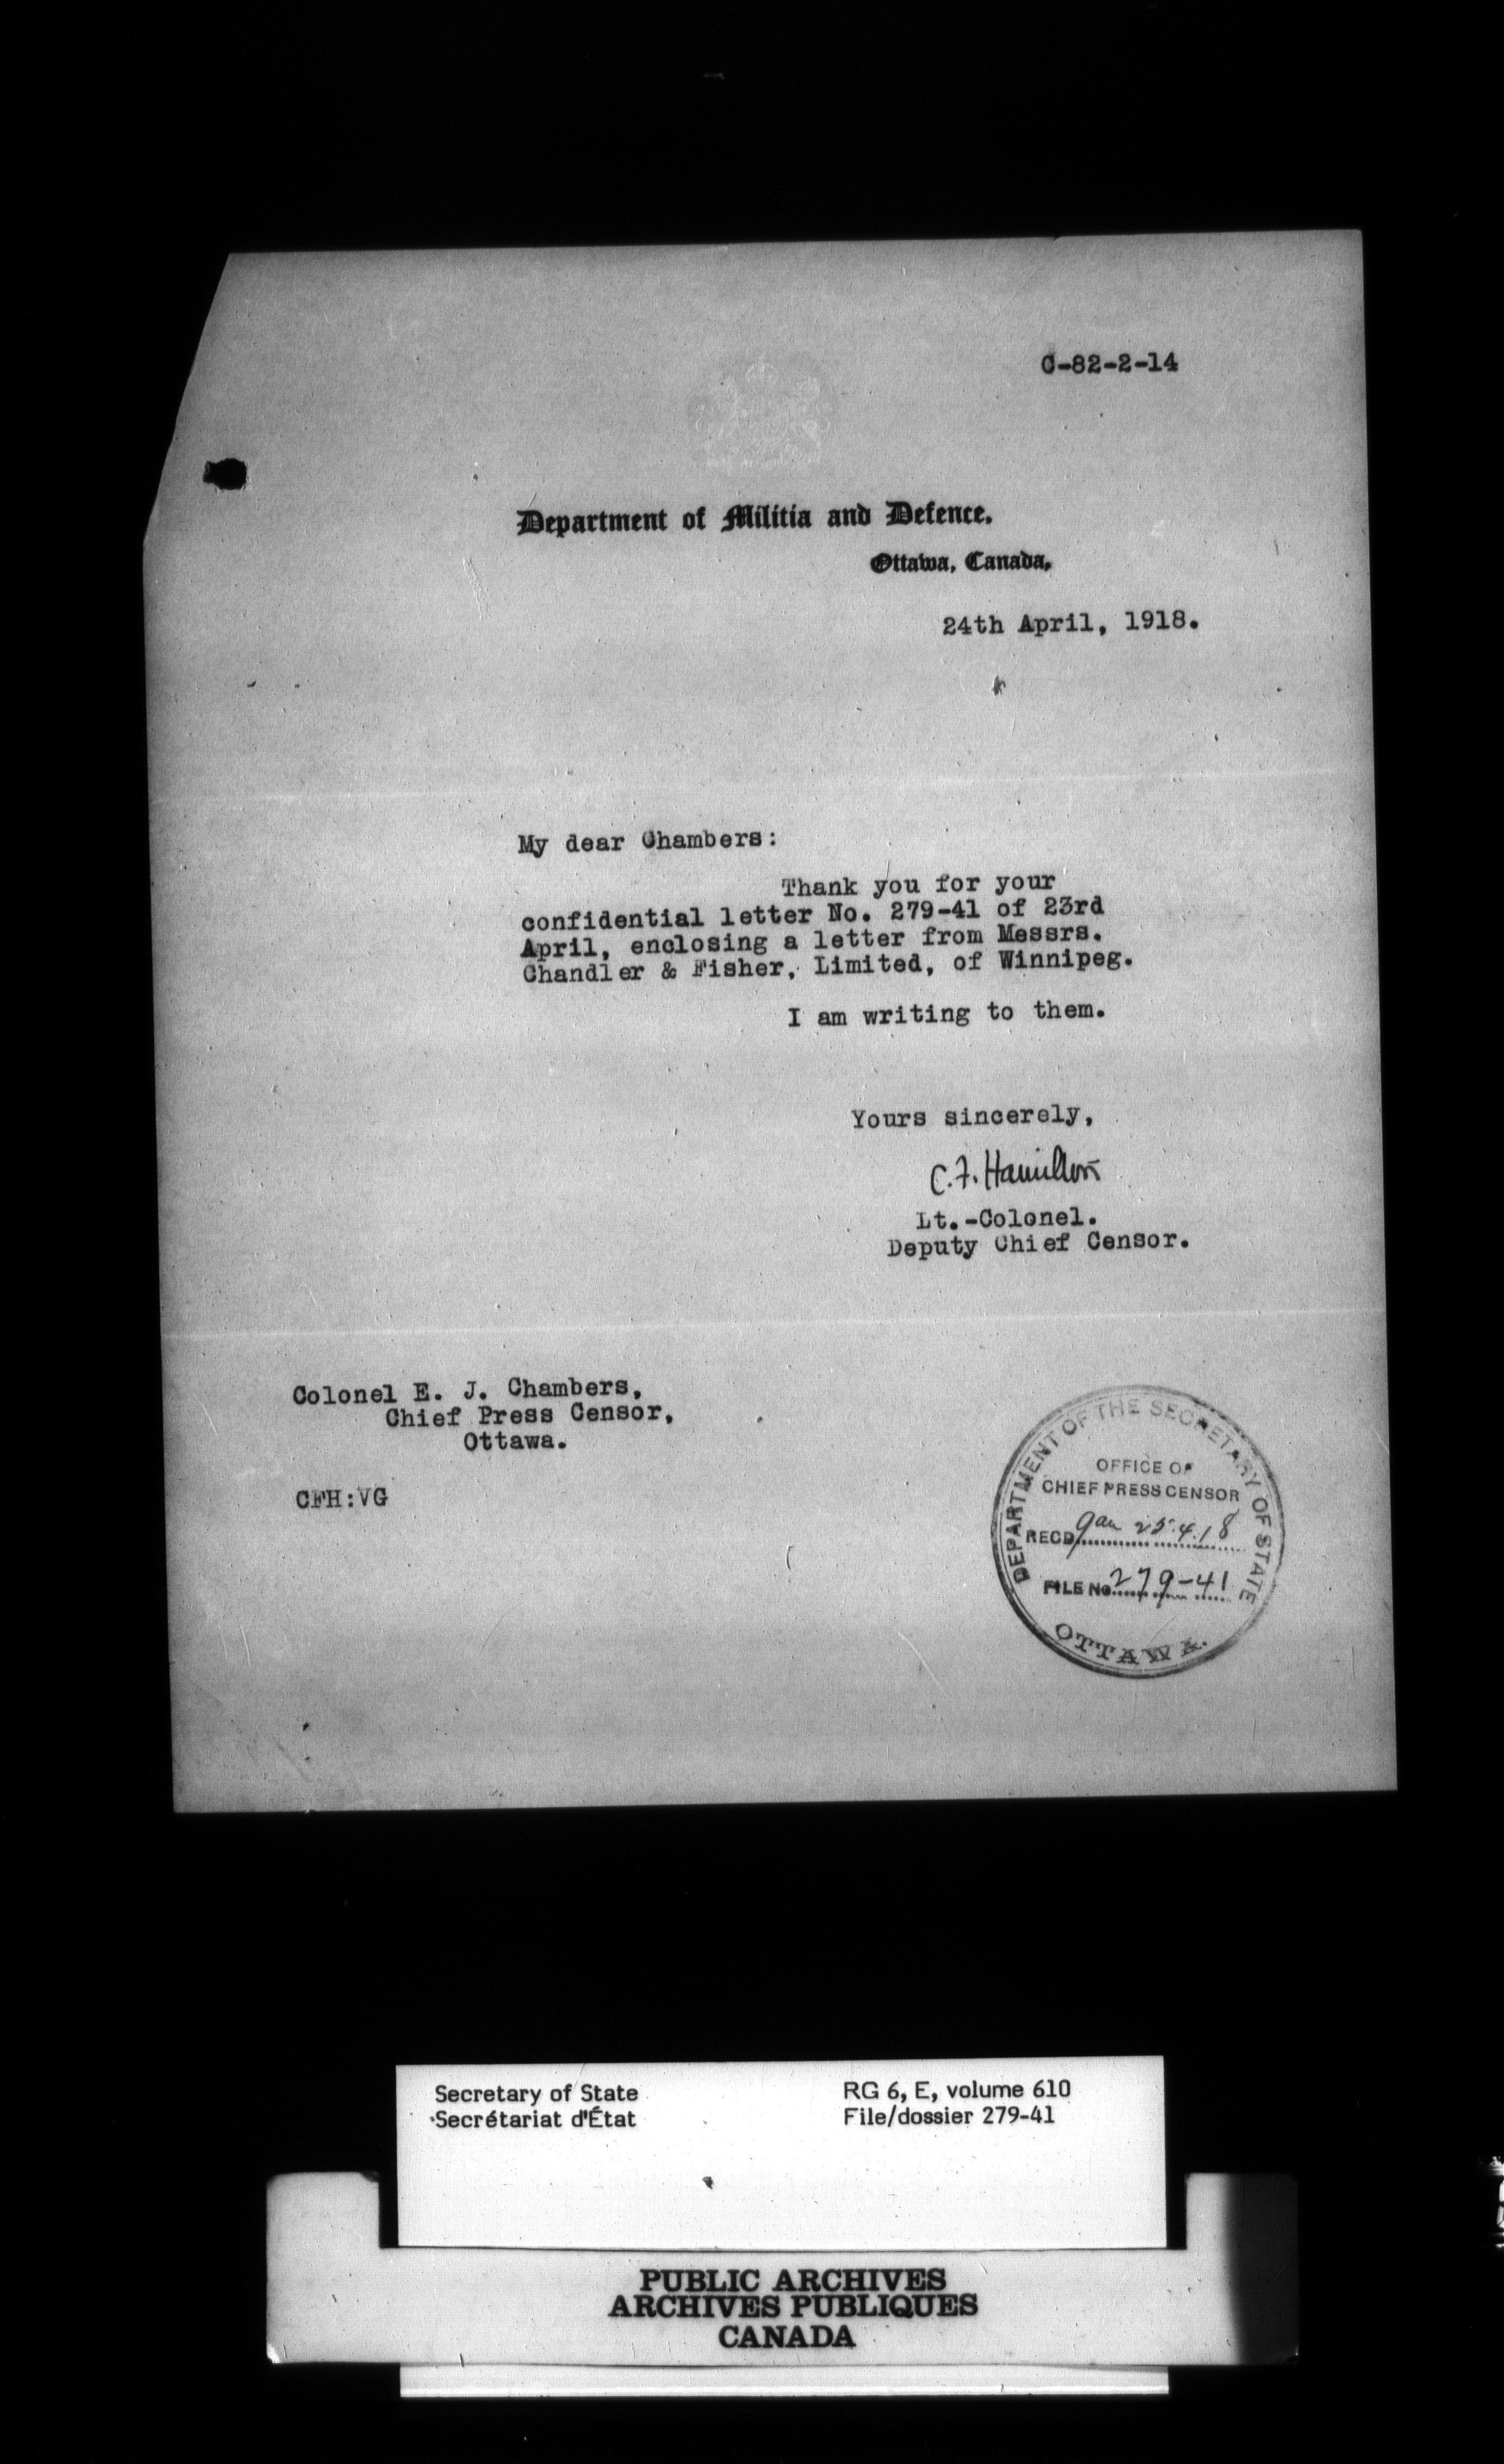 C-82-2-14
Department of Militia and Defence.
Ottawa, Canada,
24th April, 1918.
My dear Chambers:
Thank you for your
confidential letter No. 279-41 of 23rd
April, enclosing a letter from Messrs.
Chandler & Fisher, Limited, of Winnipeg.
I am writing to them.
Yours sincerely,
C.F. Hamilton
Lt.-Colonel.
Deputy Chief Censor.
Colonel E. J. Chambers,
Chief Press Censor,
Ottawa.
CFH:VG
DEPARTMENT OF THE SECRETARY OF STATE
OFFICE OF
CHIEF PRESS CENSOR
RECD 25.4.18
FILE No. 279-41
OTTAWA.
Secretary of State
Secrétariat d'État
RG 6, E, volume 610
File/dossier 279-41
PUBLIC ARCHIVES
ARCHIVES PUBLIQUES
CANADA